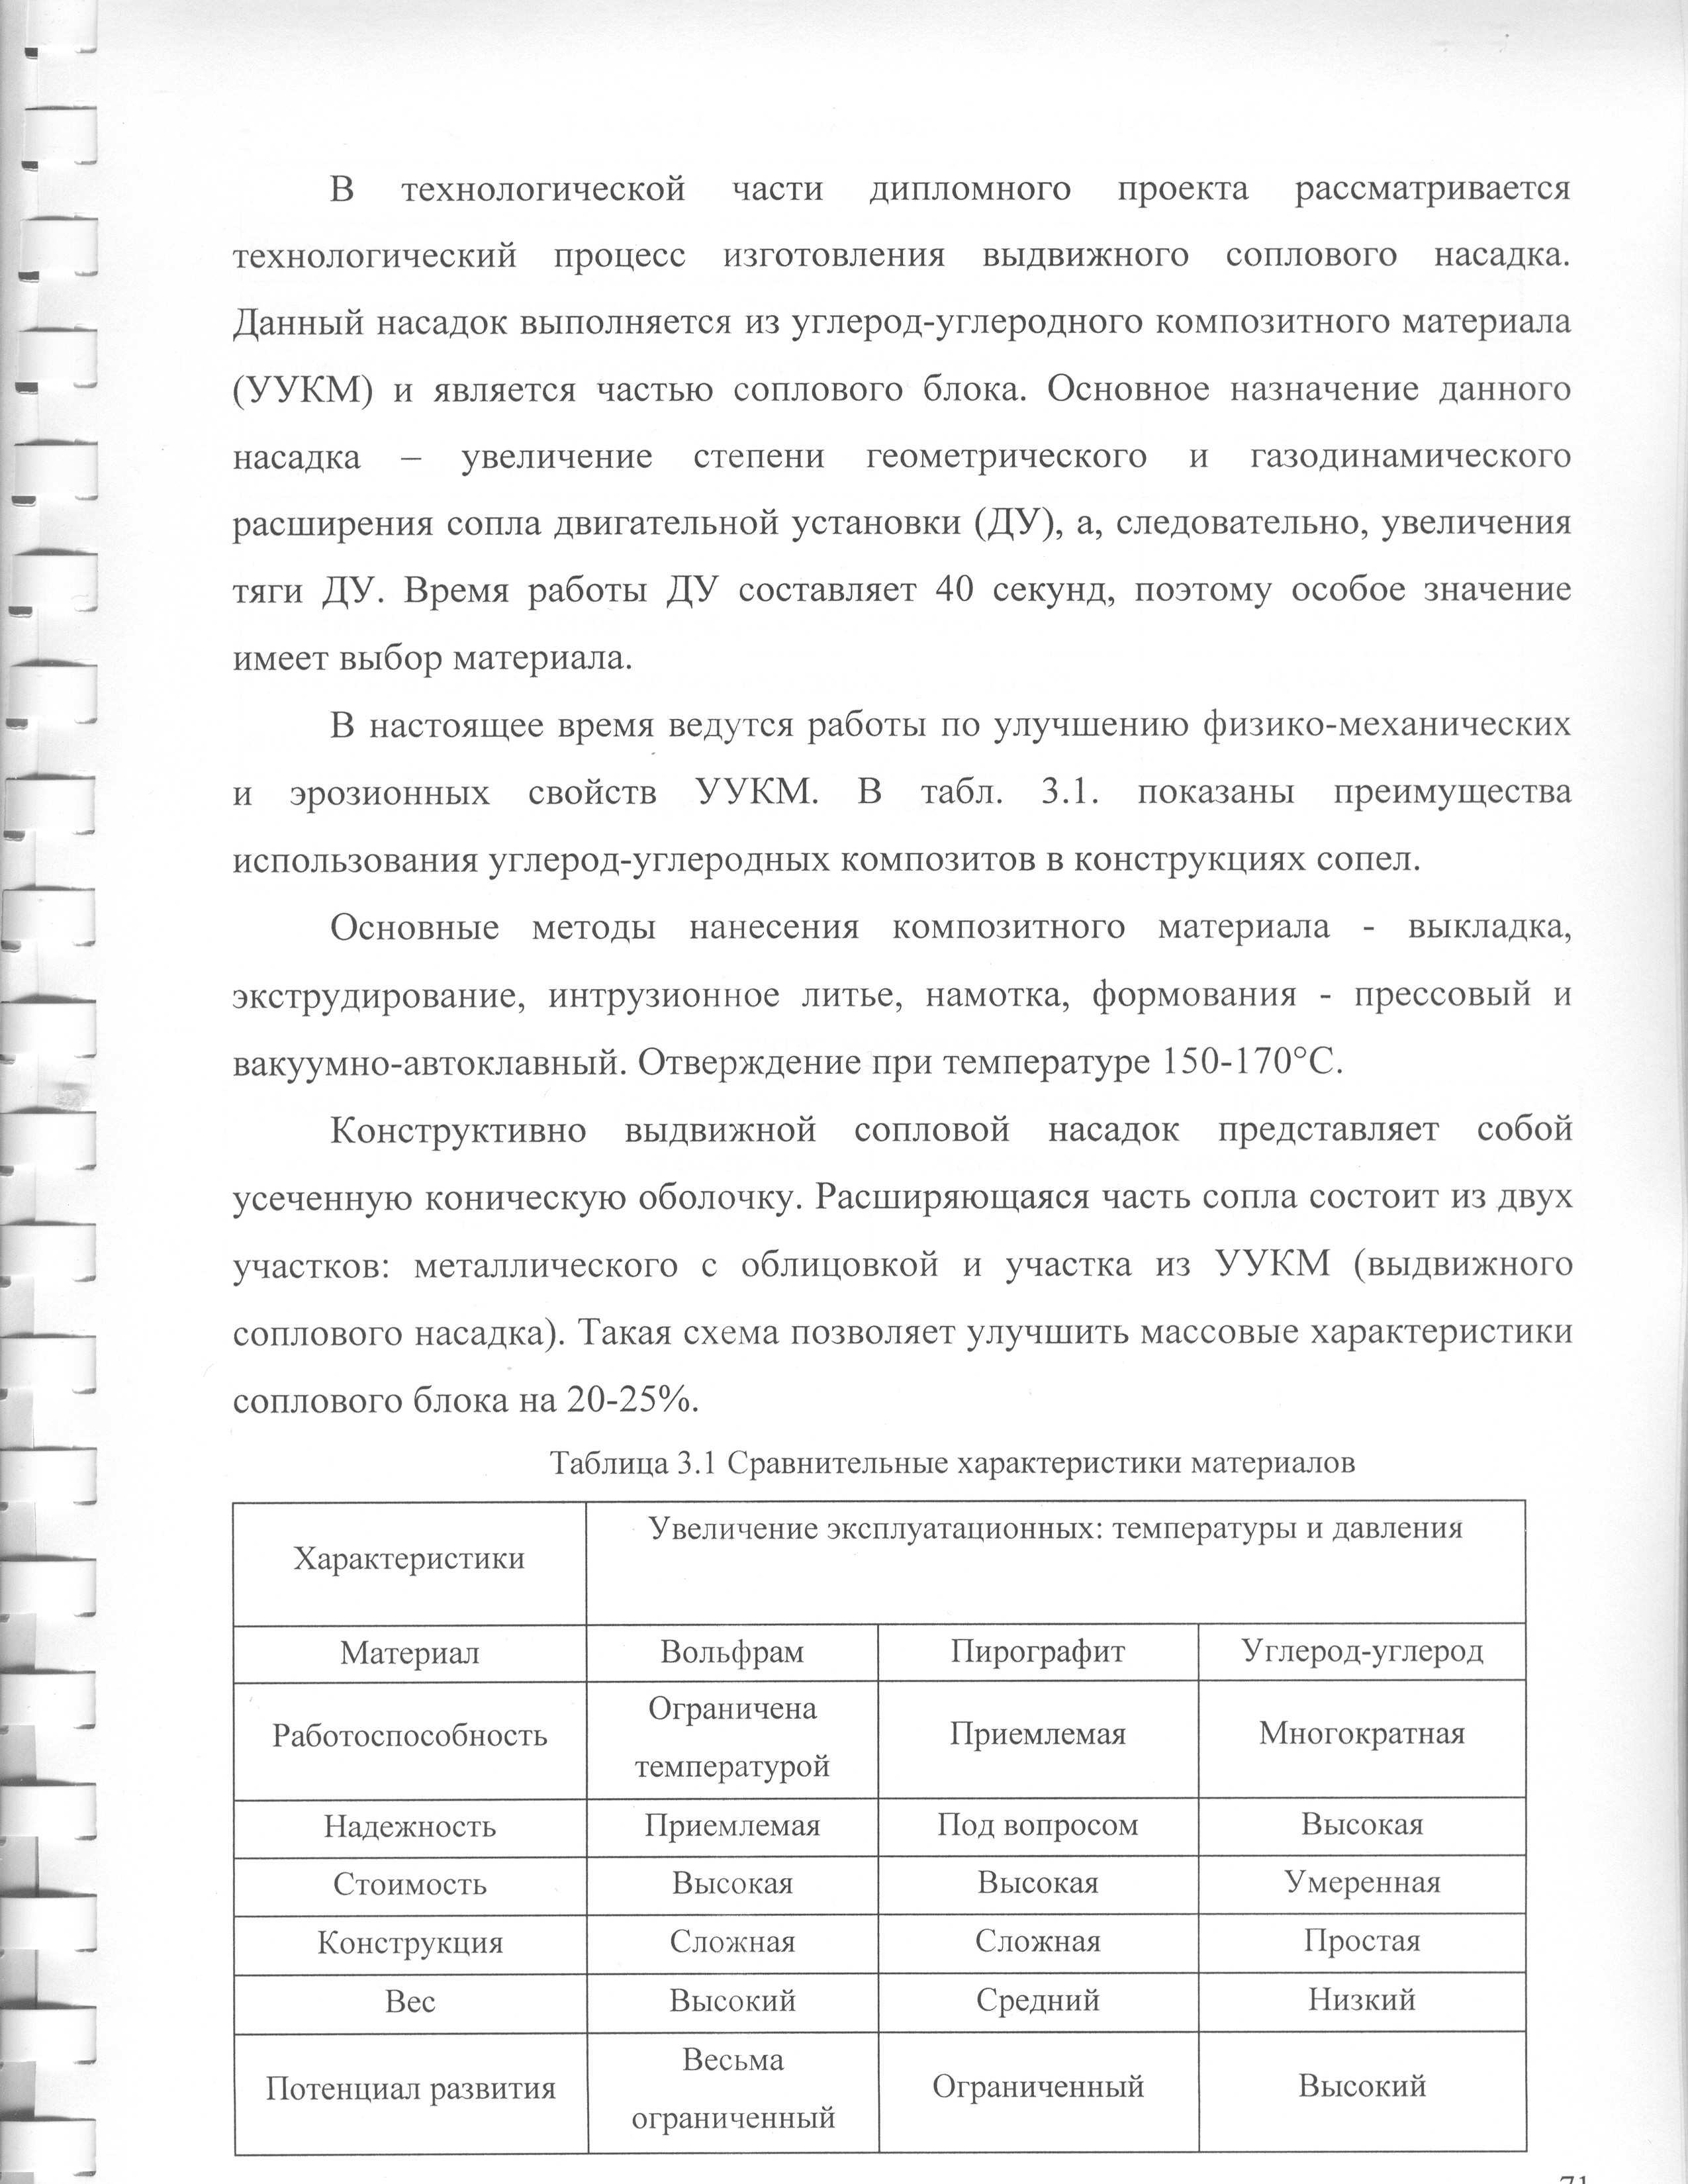 В технологической части дипломного проекта рассматривается
технологический процесс изготовления выдвижного соплового насадка.
Данный насадок выполняется из углерод-углеродного композитного материала
(УУКМ) и является частью соплового блока. Основное назначение данного
насадка – увеличение степени геометрического и газодинамического
расширения сопла двигательной установки (ДУ), а, следовательно, увеличения
тяги ДУ. Время работы ДУ составляет 40 секунд, поэтому особое значение
имеет выбор материала.
В настоящее время ведутся работы по улучшению физико-механических
и эрозионных свойств УУКМ. В табл. 3.1. показаны преимущества
использования углерод-углеродных композитов в конструкциях сопел.
Основные методы нанесения композитного материала - выкладка,
экструдирование, интрузионное литье, намотка, формования - прессовый и
вакуумно-автоклавный. Отверждение при температуре 150-170°С.
Конструктивно выдвижной сопловой насадок представляет собой
усеченную коническую оболочку. Расширяющаяся часть сопла состоит из двух
участков: металлического с облицовкой и участка из УУКМ (выдвижного
соплового насадка). Такая схема позволяет улучшить массовые характеристики
соплового блока на 20-25%.
Таблица 3.1 Сравнительные характеристики материалов
Характеристики Увеличение эксплуатационных: температуры и давления
Материал Вольфрам Пирографит Углерод-углерод
Работоспособность Ограничена температурой Приемлемая Многократная
Надежность Приемлемая Под вопросом Высокая
Стоимость Высокая Высокая Умеренная
Конструкция Сложная Сложная Простая
Вес Высокий Средний Низкий
Потенциал развития Весьма ограниченный Ограниченный Высокий